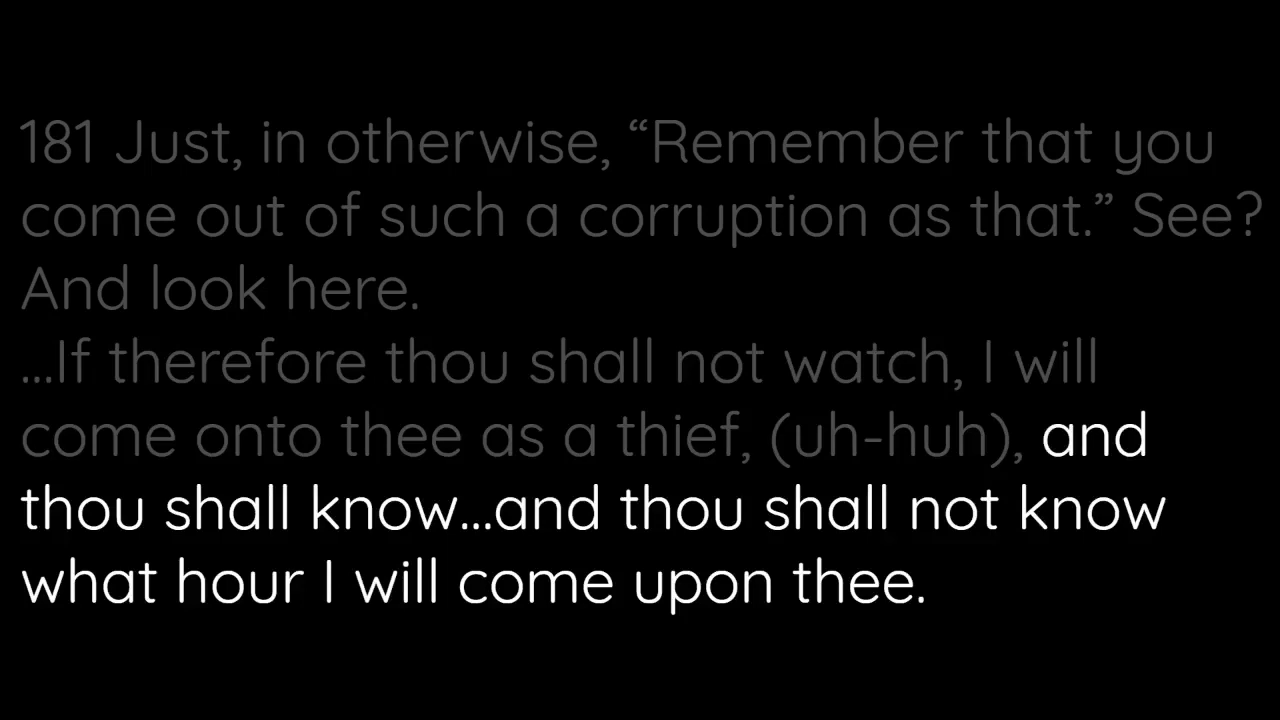 181 Just, in otherwise, “Remember that you
come out of such a corruption as that.” See?
And look here.
...If therefore thou shall not watch, I will
come onto thee as a thief, (uh-huh), and
thou shall know...and thou shall not know
what hour I will come upon thee.